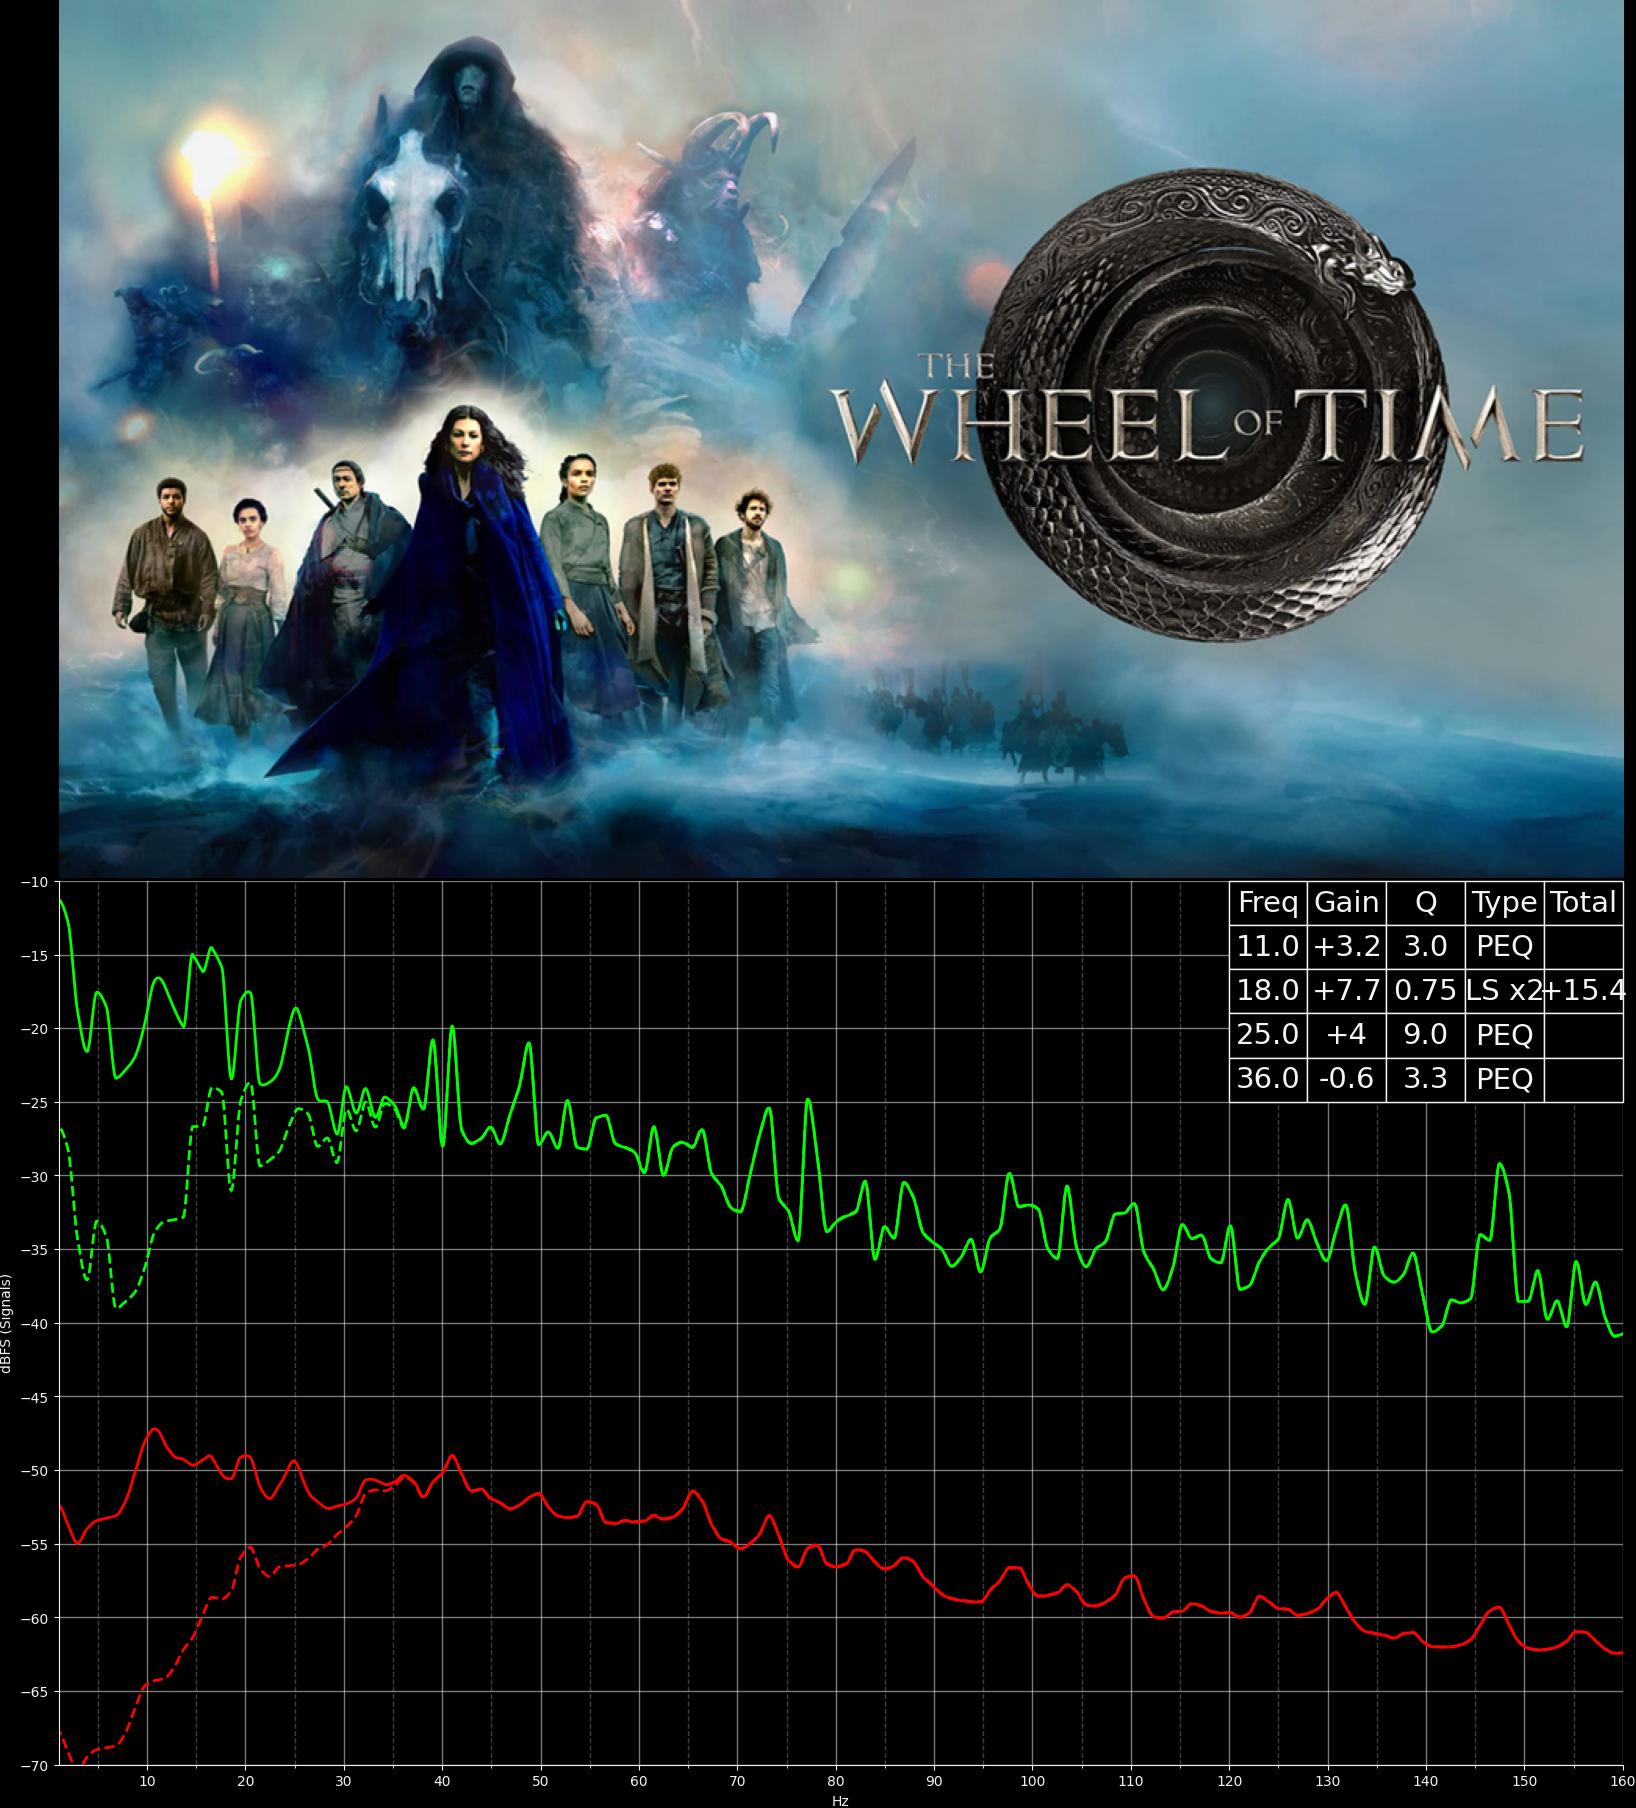 THE
WHEEL OF TIME
Freq Gain Q Type Total
11.0 +3.2 3.0 PEQ
18.0 +7.7 0.75 LS x2 +15.4
25.0 +4 9.0 PEQ
36.0 -0.6 3.3 PEQ
−10
−15
−20
−25
−30
−35
−40
−45
−50
−55
−60
−65
−70
dBFS (Signals)
10 20 30 40 50 60 70 80 90 100 110 120 130 140 150 160
Hz